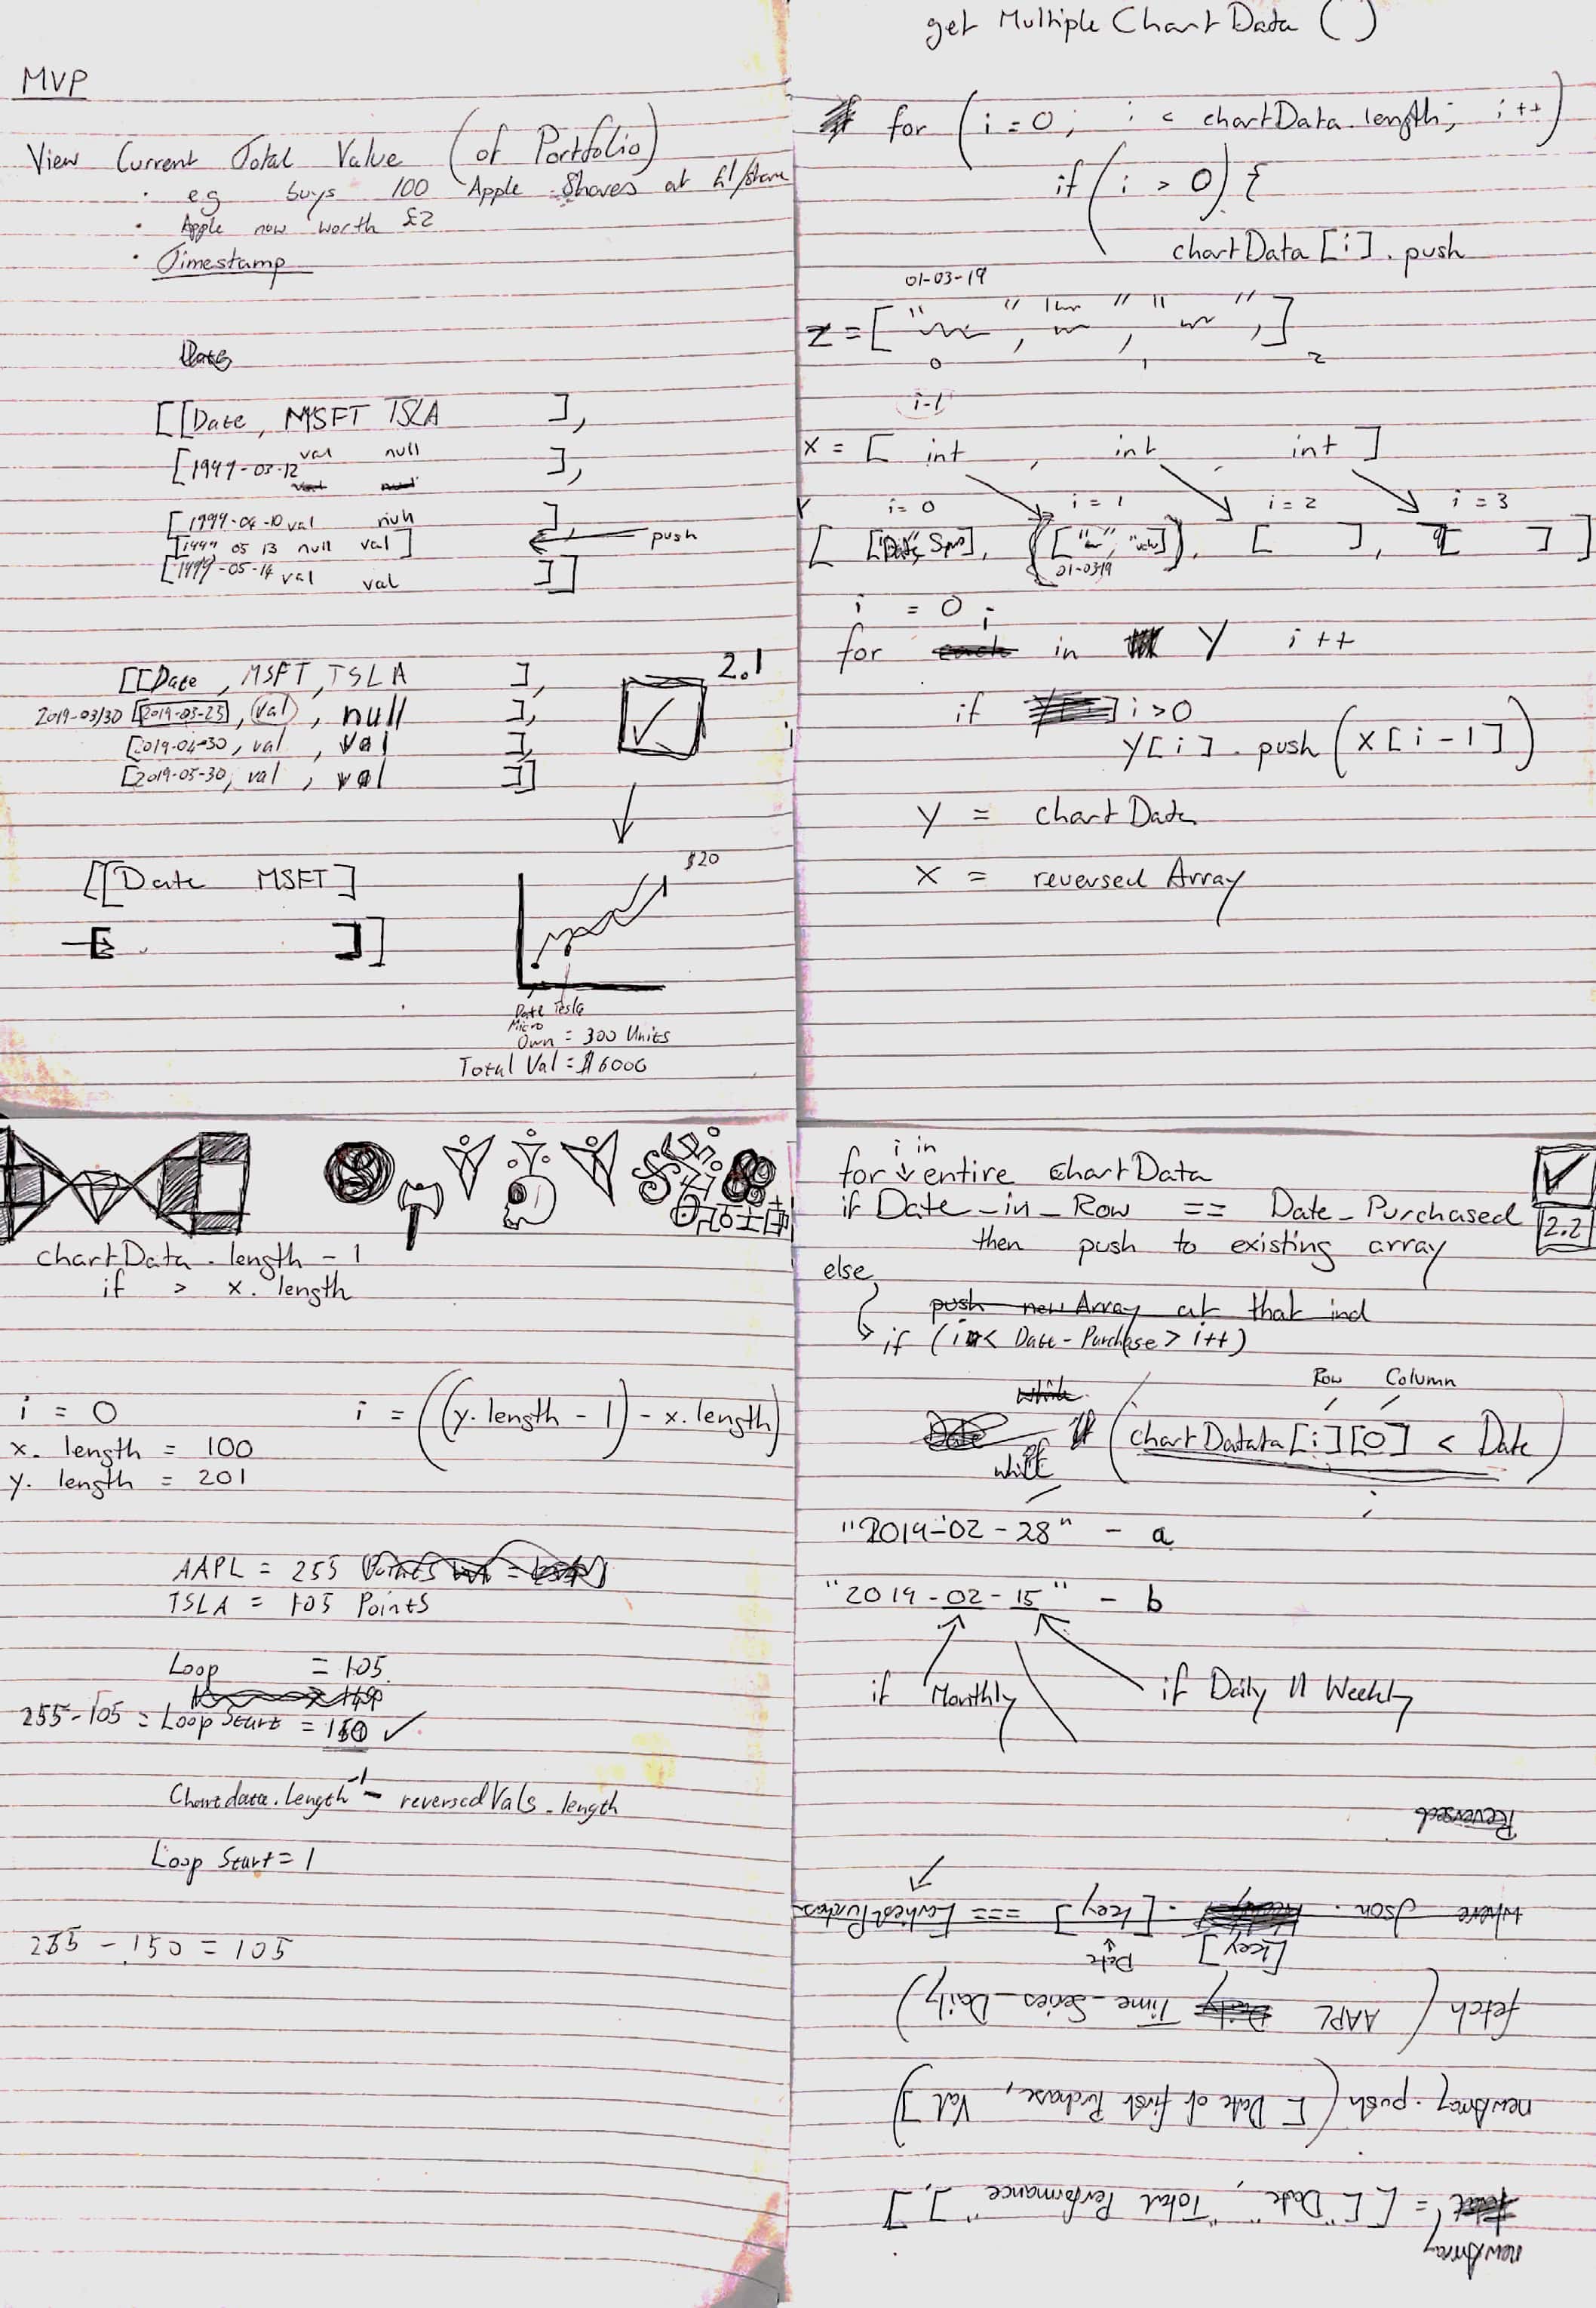 MVP
View Current Total Value (of Portfolio)
· eg buys 100 Apple Shares at £1/share
· Apple now worth £2
· Timestamp
Date
[[Date, MSFT TSLA ],
[1999-03-12 val null ],
val null
[1999-04-10 val null ],
[1999 05 13 null val] push
[1999-05-14 val val ]]
2.1
[[Date, MSFT, TSLA ],
2019-03/30 [2019-03-25], val, null ],
[2019-04-30, val, val ],
[2019-05-30, val, val ]]
[[Date MSFT]
[ ]]
$20
Date Tesla
Micro
Own = 300 Units
Total Val = $6000
get Multiple Chart Data ()
for (i = 0; i < chartData.length; i++)
if (i > 0) {
chartData[i].push
01-03-19
z = [" " " " " ",]
0 1 2
i-1
x = [ int , int , int ]
Y i=0 i=1 i=2 i=3
[ ["Date", ], ([" ", " "]), [ ], [ ] ]
01-03-19
i = 0;
for each in Y i++
if i>0
Y[i].push(X[i-1])
Y = chart Data
X = reversed Array
chartData.length - 1
if > x.length
i = 0 i = ((y.length - 1) - x.length)
x.length = 100
y.length = 201
AAPL = 255 Points
TSLA = 105 Points
Loop = 105
255-105 = Loop Start = 150 ✓
Chartdata.length -1 - reversedVals.length
Loop Start = 1
255 - 150 = 105
i in
for entire chartData
if Date_in_Row == Date_Purchased
2.2
then push to existing array
else
push new Array at that ind
if (i < Date-Purchase > i++)
Row Column
while
Date if (chartDatata[i][0] < Date)
while
"2019-02-28" - a
"2019-02-15" - b
if Monthly if Daily || Weekly
newArray
= [["Date", "Total Performance"],]
newArray.push([Date of first Purchase, Val])
fetch (AAPL Daily Time_Series_Daily)
[key] Date
where Json. .[key] === EarliestPurchase
Reversed